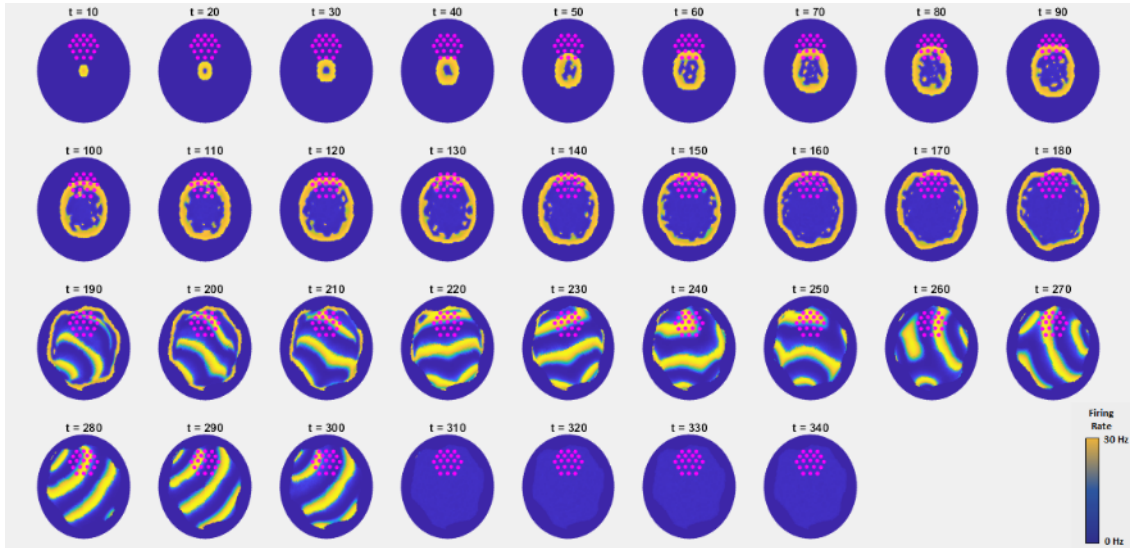 t = 10 t = 20 t = 30 t = 40 t = 50 t = 60 t = 70 t = 80 t = 90
t = 100 t = 110 t = 120 t = 130 t = 140 t = 150 t = 160 t = 170 t = 180
t = 190 t = 200 t = 210 t = 220 t = 230 t = 240 t = 250 t = 260 t = 270
t = 280 t = 290 t = 300 t = 310 t = 320 t = 330 t = 340
Firing
Rate
30 Hz
0 Hz